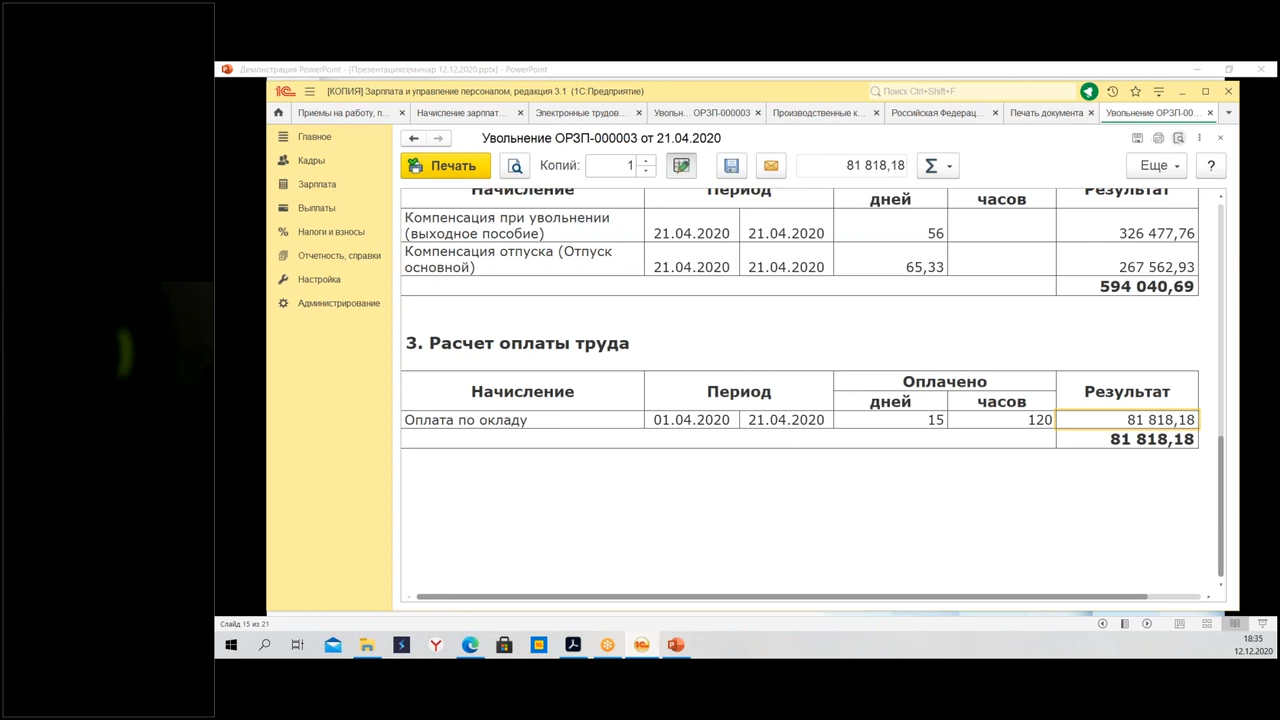 Демонстрация PowerPoint - [Презентациясеминар 12.12.2020.pptx] - PowerPoint
1С [КОПИЯ] Зарплата и управление персоналом, редакция 3.1 (1С:Предприятие) Поиск Ctrl+Shift+F
Приемы на работу, п... Начисление зарплат... Электронные трудов... Увольн... ОРЗП-000003 Производственные к... Российская Федерац... Печать документа Увольнение ОРЗП-00...
Главное
Кадры
Зарплата
Выплаты
Налоги и взносы
Отчетность, справки
Настройка
Администрирование
Увольнение ОРЗП-000003 от 21.04.2020
Печать Копий: 1 81 818,18 Σ Еще ?
Начисление Период дней часов Результат
Компенсация при увольнении
(выходное пособие) 21.04.2020 21.04.2020 56 326 477,76
Компенсация отпуска (Отпуск
основной) 21.04.2020 21.04.2020 65,33 267 562,93
594 040,69
3. Расчет оплаты труда
Начисление Период Оплачено Результат
дней часов
Оплата по окладу 01.04.2020 21.04.2020 15 120 81 818,18
81 818,18
Слайд 15 из 21
18:35
12.12.2020